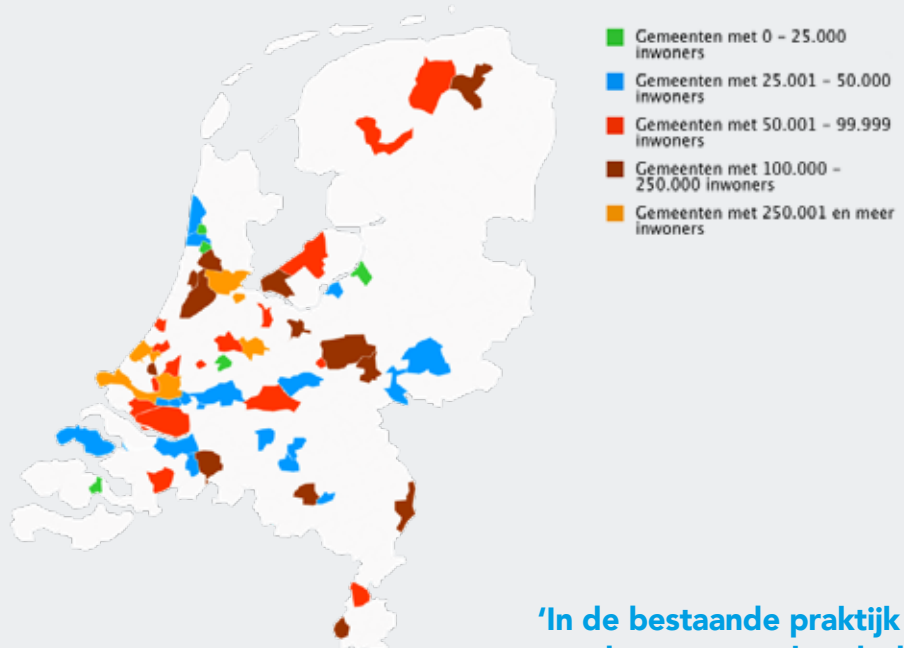 Gemeenten met 0 – 25.000
inwoners
Gemeenten met 25.001 – 50.000
inwoners
Gemeenten met 50.001 – 99.999
inwoners
Gemeenten met 100.000 –
250.000 inwoners
Gemeenten met 250.001 en meer
inwoners
‘In de bestaande praktijk